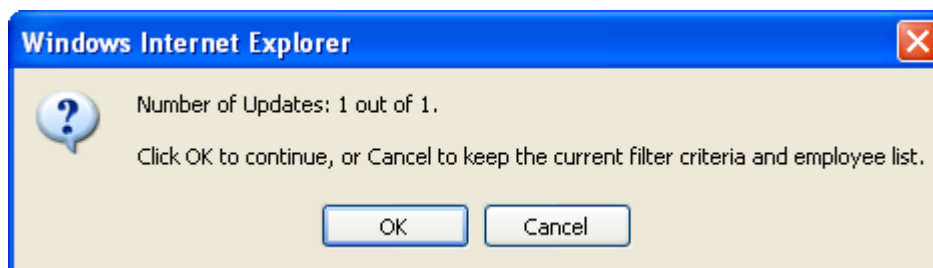 Windows Internet Explorer
Number of Updates: 1 out of 1.
Click OK to continue, or Cancel to keep the current filter criteria and employee list.
OK
Cancel